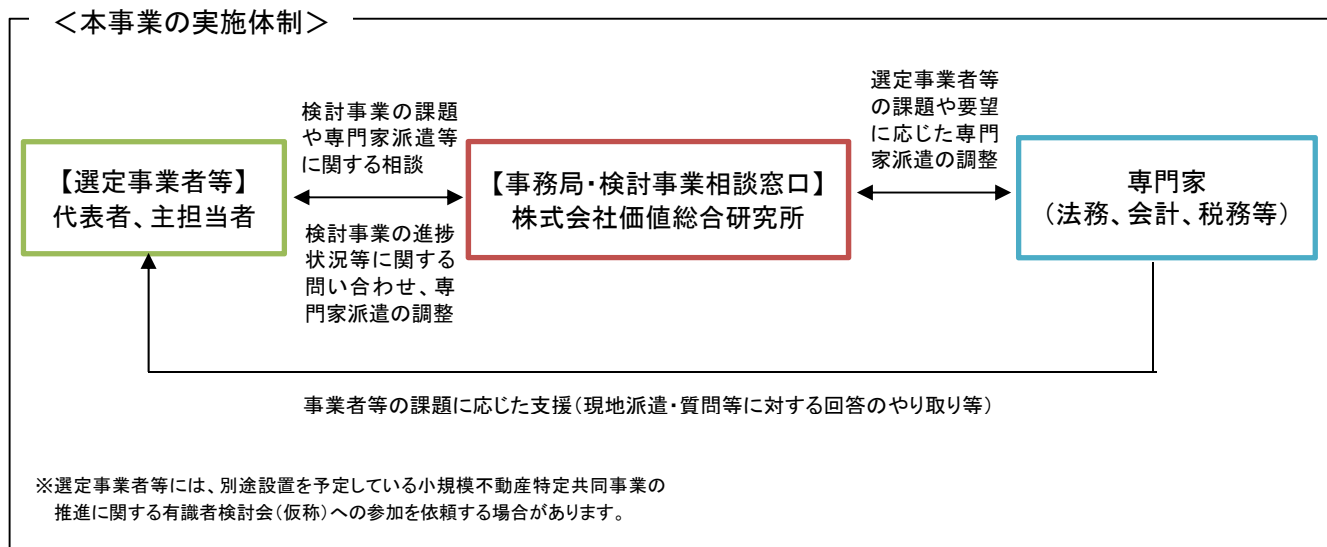 ＜本事業の実施体制＞
検討事業の課題
や専門家派遣等
に関する相談
選定事業者等
の課題や要望
に応じた専門
家派遣の調整
【選定事業者等】
代表者、主担当者
【事務局・検討事業相談窓口】
株式会社価値総合研究所
専門家
（法務、会計、税務等）
検討事業の進捗
状況等に関する
問い合わせ、専
門家派遣の調整
事業者等の課題に応じた支援（現地派遣・質問等に対する回答のやり取り等）
※選定事業者等には、別途設置を予定している小規模不動産特定共同事業の
推進に関する有識者検討会（仮称）への参加を依頼する場合があります。